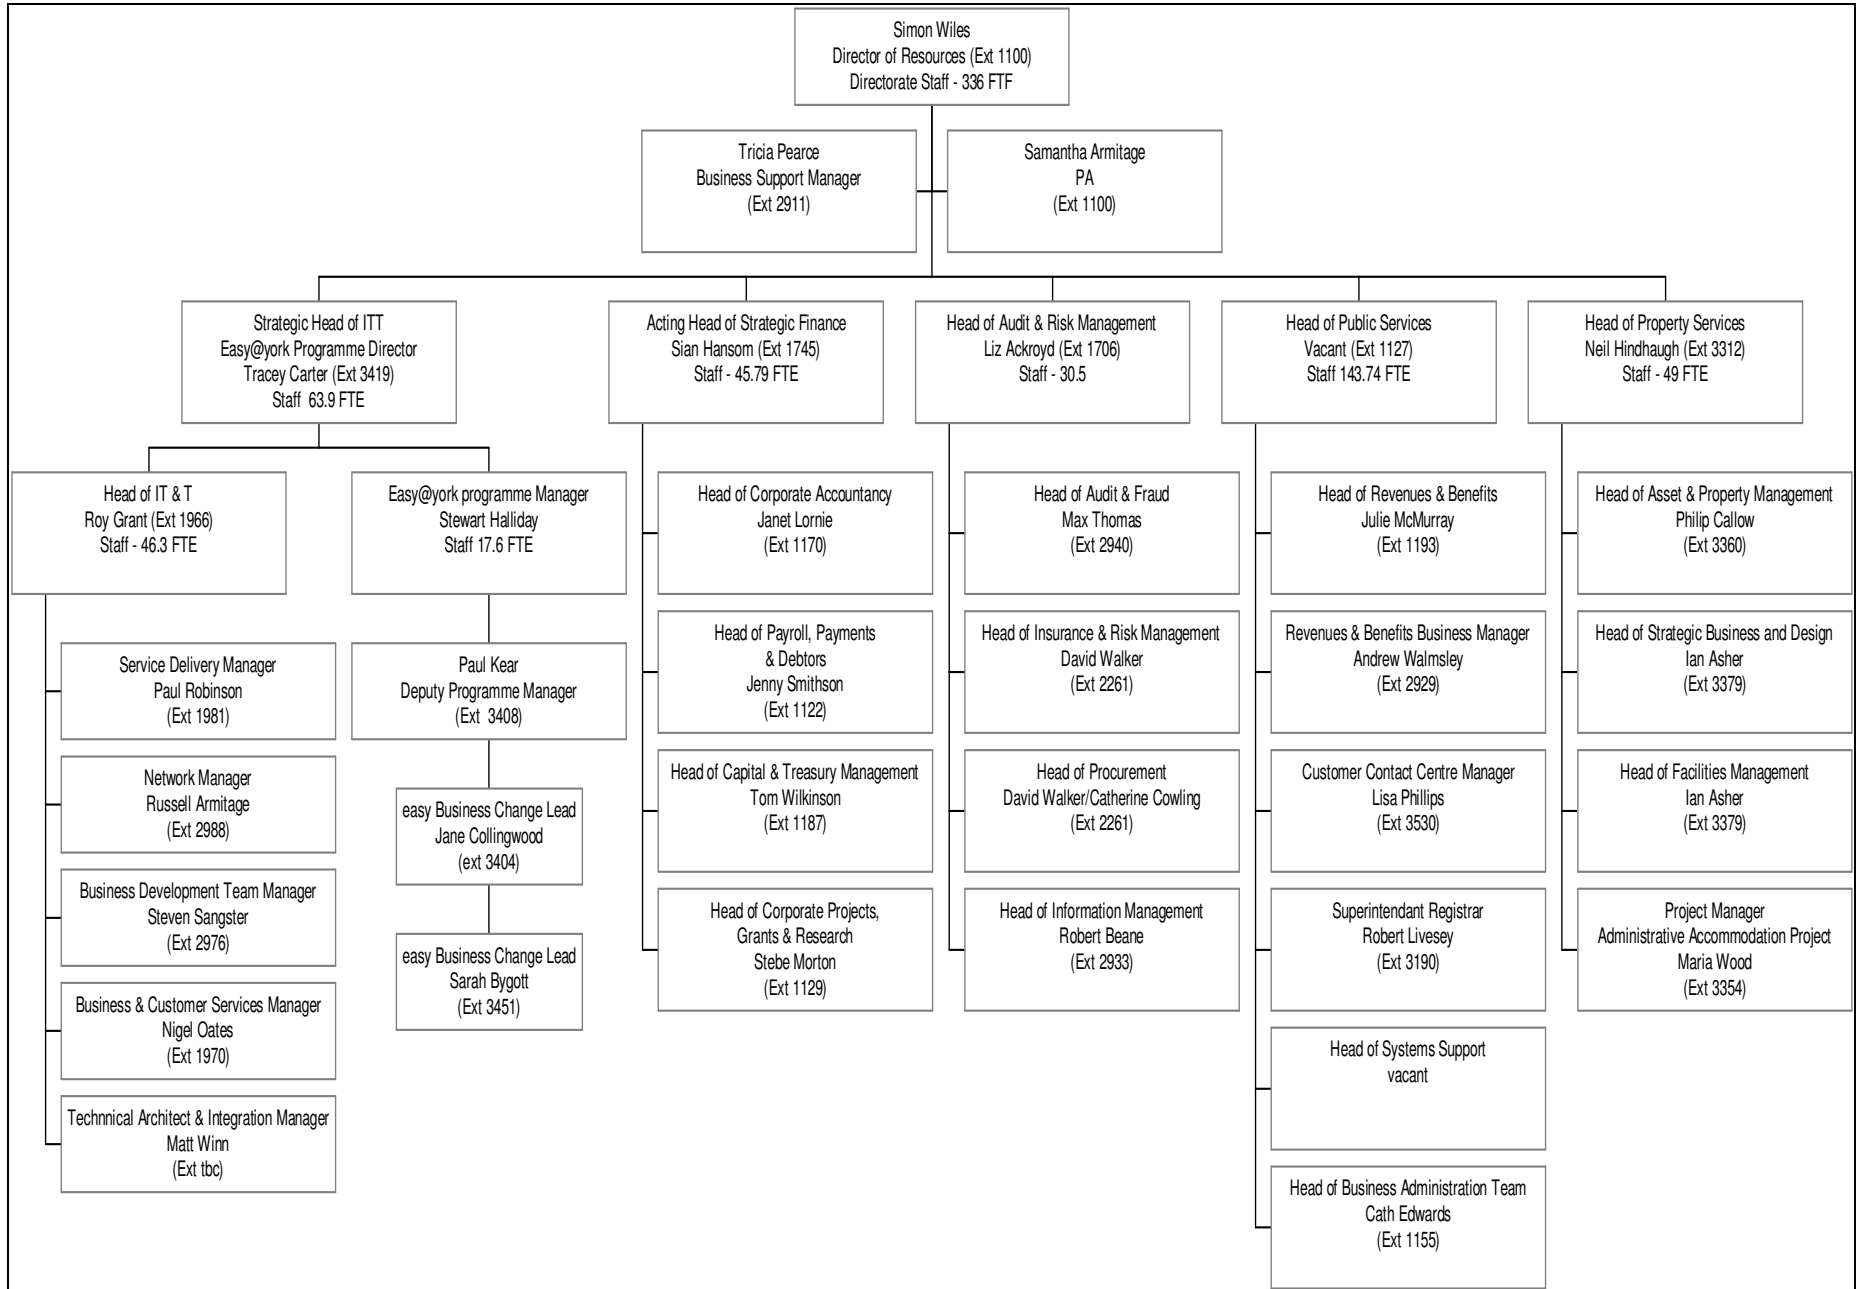 Simon Wiles
Director of Resources (Ext 1100)
Directorate Staff - 336 FTF
Tricia Pearce
Business Support Manager
(Ext 2911)
Samantha Armitage
PA
(Ext 1100)
Strategic Head of ITT
Easy@york Programme Director
Tracey Carter (Ext 3419)
Staff 63.9 FTE
Acting Head of Strategic Finance
Sian Hansom (Ext 1745)
Staff - 45.79 FTE
Head of Audit & Risk Management
Liz Ackroyd (Ext 1706)
Staff - 30.5
Head of Public Services
Vacant (Ext 1127)
Staff 143.74 FTE
Head of Property Services
Neil Hindhaugh (Ext 3312)
Staff - 49 FTE
Head of IT & T
Roy Grant (Ext 1966)
Staff - 46.3 FTE
Service Delivery Manager
Paul Robinson
(Ext 1981)
Network Manager
Russell Armitage
(Ext 2988)
Business Development Team Manager
Steven Sangster
(Ext 2976)
Business & Customer Services Manager
Nigel Oates
(Ext 1970)
Technnical Architect & Integration Manager
Matt Winn
(Ext tbc)
Easy@york programme Manager
Stewart Halliday
Staff 17.6 FTE
Paul Kear
Deputy Programme Manager
(Ext 3408)
easy Business Change Lead
Jane Collingwood
(ext 3404)
easy Business Change Lead
Sarah Bygott
(Ext 3451)
Head of Corporate Accountancy
Janet Lornie
(Ext 1170)
Head of Payroll, Payments
& Debtors
Jenny Smithson
(Ext 1122)
Head of Capital & Treasury Management
Tom Wilkinson
(Ext 1187)
Head of Corporate Projects,
Grants & Research
Stebe Morton
(Ext 1129)
Head of Audit & Fraud
Max Thomas
(Ext 2940)
Head of Insurance & Risk Management
David Walker
(Ext 2261)
Head of Procurement
David Walker/Catherine Cowling
(Ext 2261)
Head of Information Management
Robert Beane
(Ext 2933)
Head of Revenues & Benefits
Julie McMurray
(Ext 1193)
Revenues & Benefits Business Manager
Andrew Walmsley
(Ext 2929)
Customer Contact Centre Manager
Lisa Phillips
(Ext 3530)
Superintendant Registrar
Robert Livesey
(Ext 3190)
Head of Systems Support
vacant
Head of Business Administration Team
Cath Edwards
(Ext 1155)
Head of Asset & Property Management
Philip Callow
(Ext 3360)
Head of Strategic Business and Design
Ian Asher
(Ext 3379)
Head of Facilities Management
Ian Asher
(Ext 3379)
Project Manager
Administrative Accommodation Project
Maria Wood
(Ext 3354)